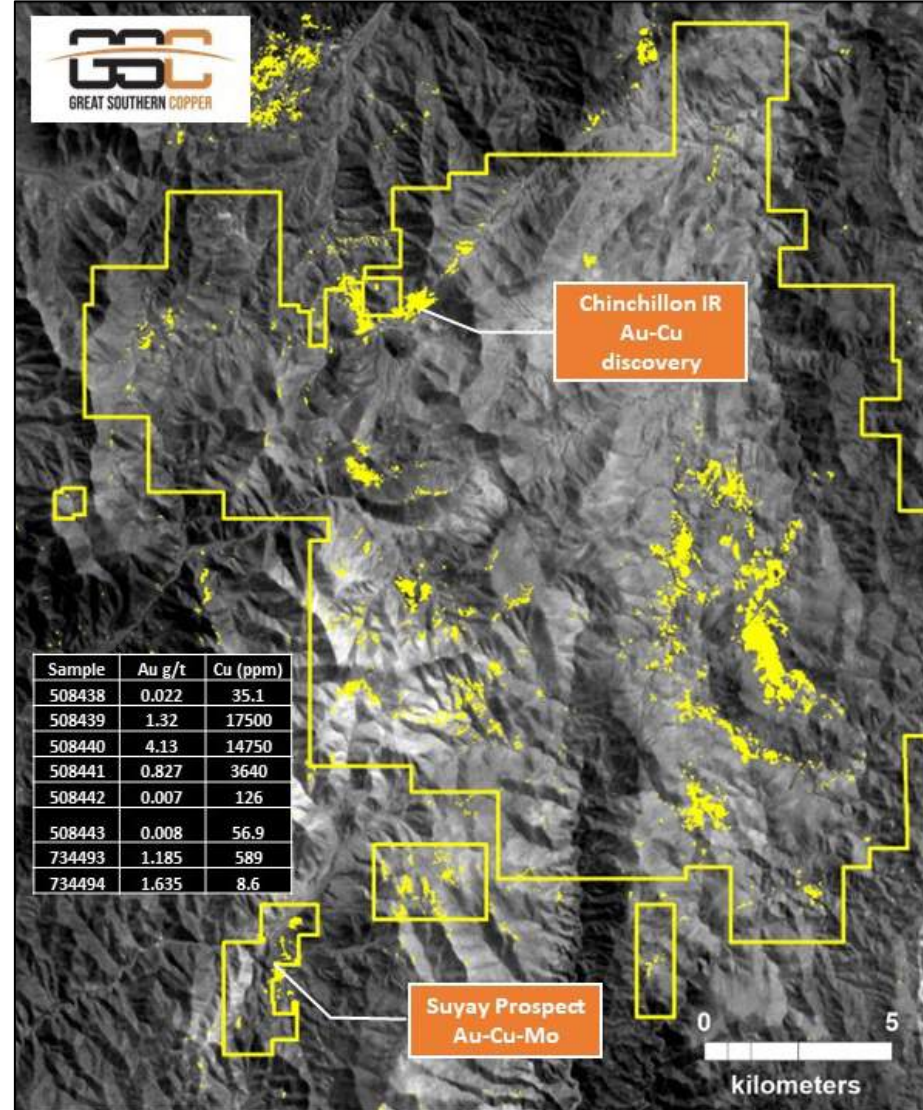 GSC
GREAT SOUTHERN COPPER
Chinchillon IR
Au-Cu
discovery
Sample Au g/t Cu (ppm)
508438 0.022 35.1
508439 1.32 17500
508440 4.13 14750
508441 0.827 3640
508442 0.007 126
508443 0.008 56.9
734493 1.185 589
734494 1.635 8.6
Suyay Prospect
Au-Cu-Mo
0 5
kilometers